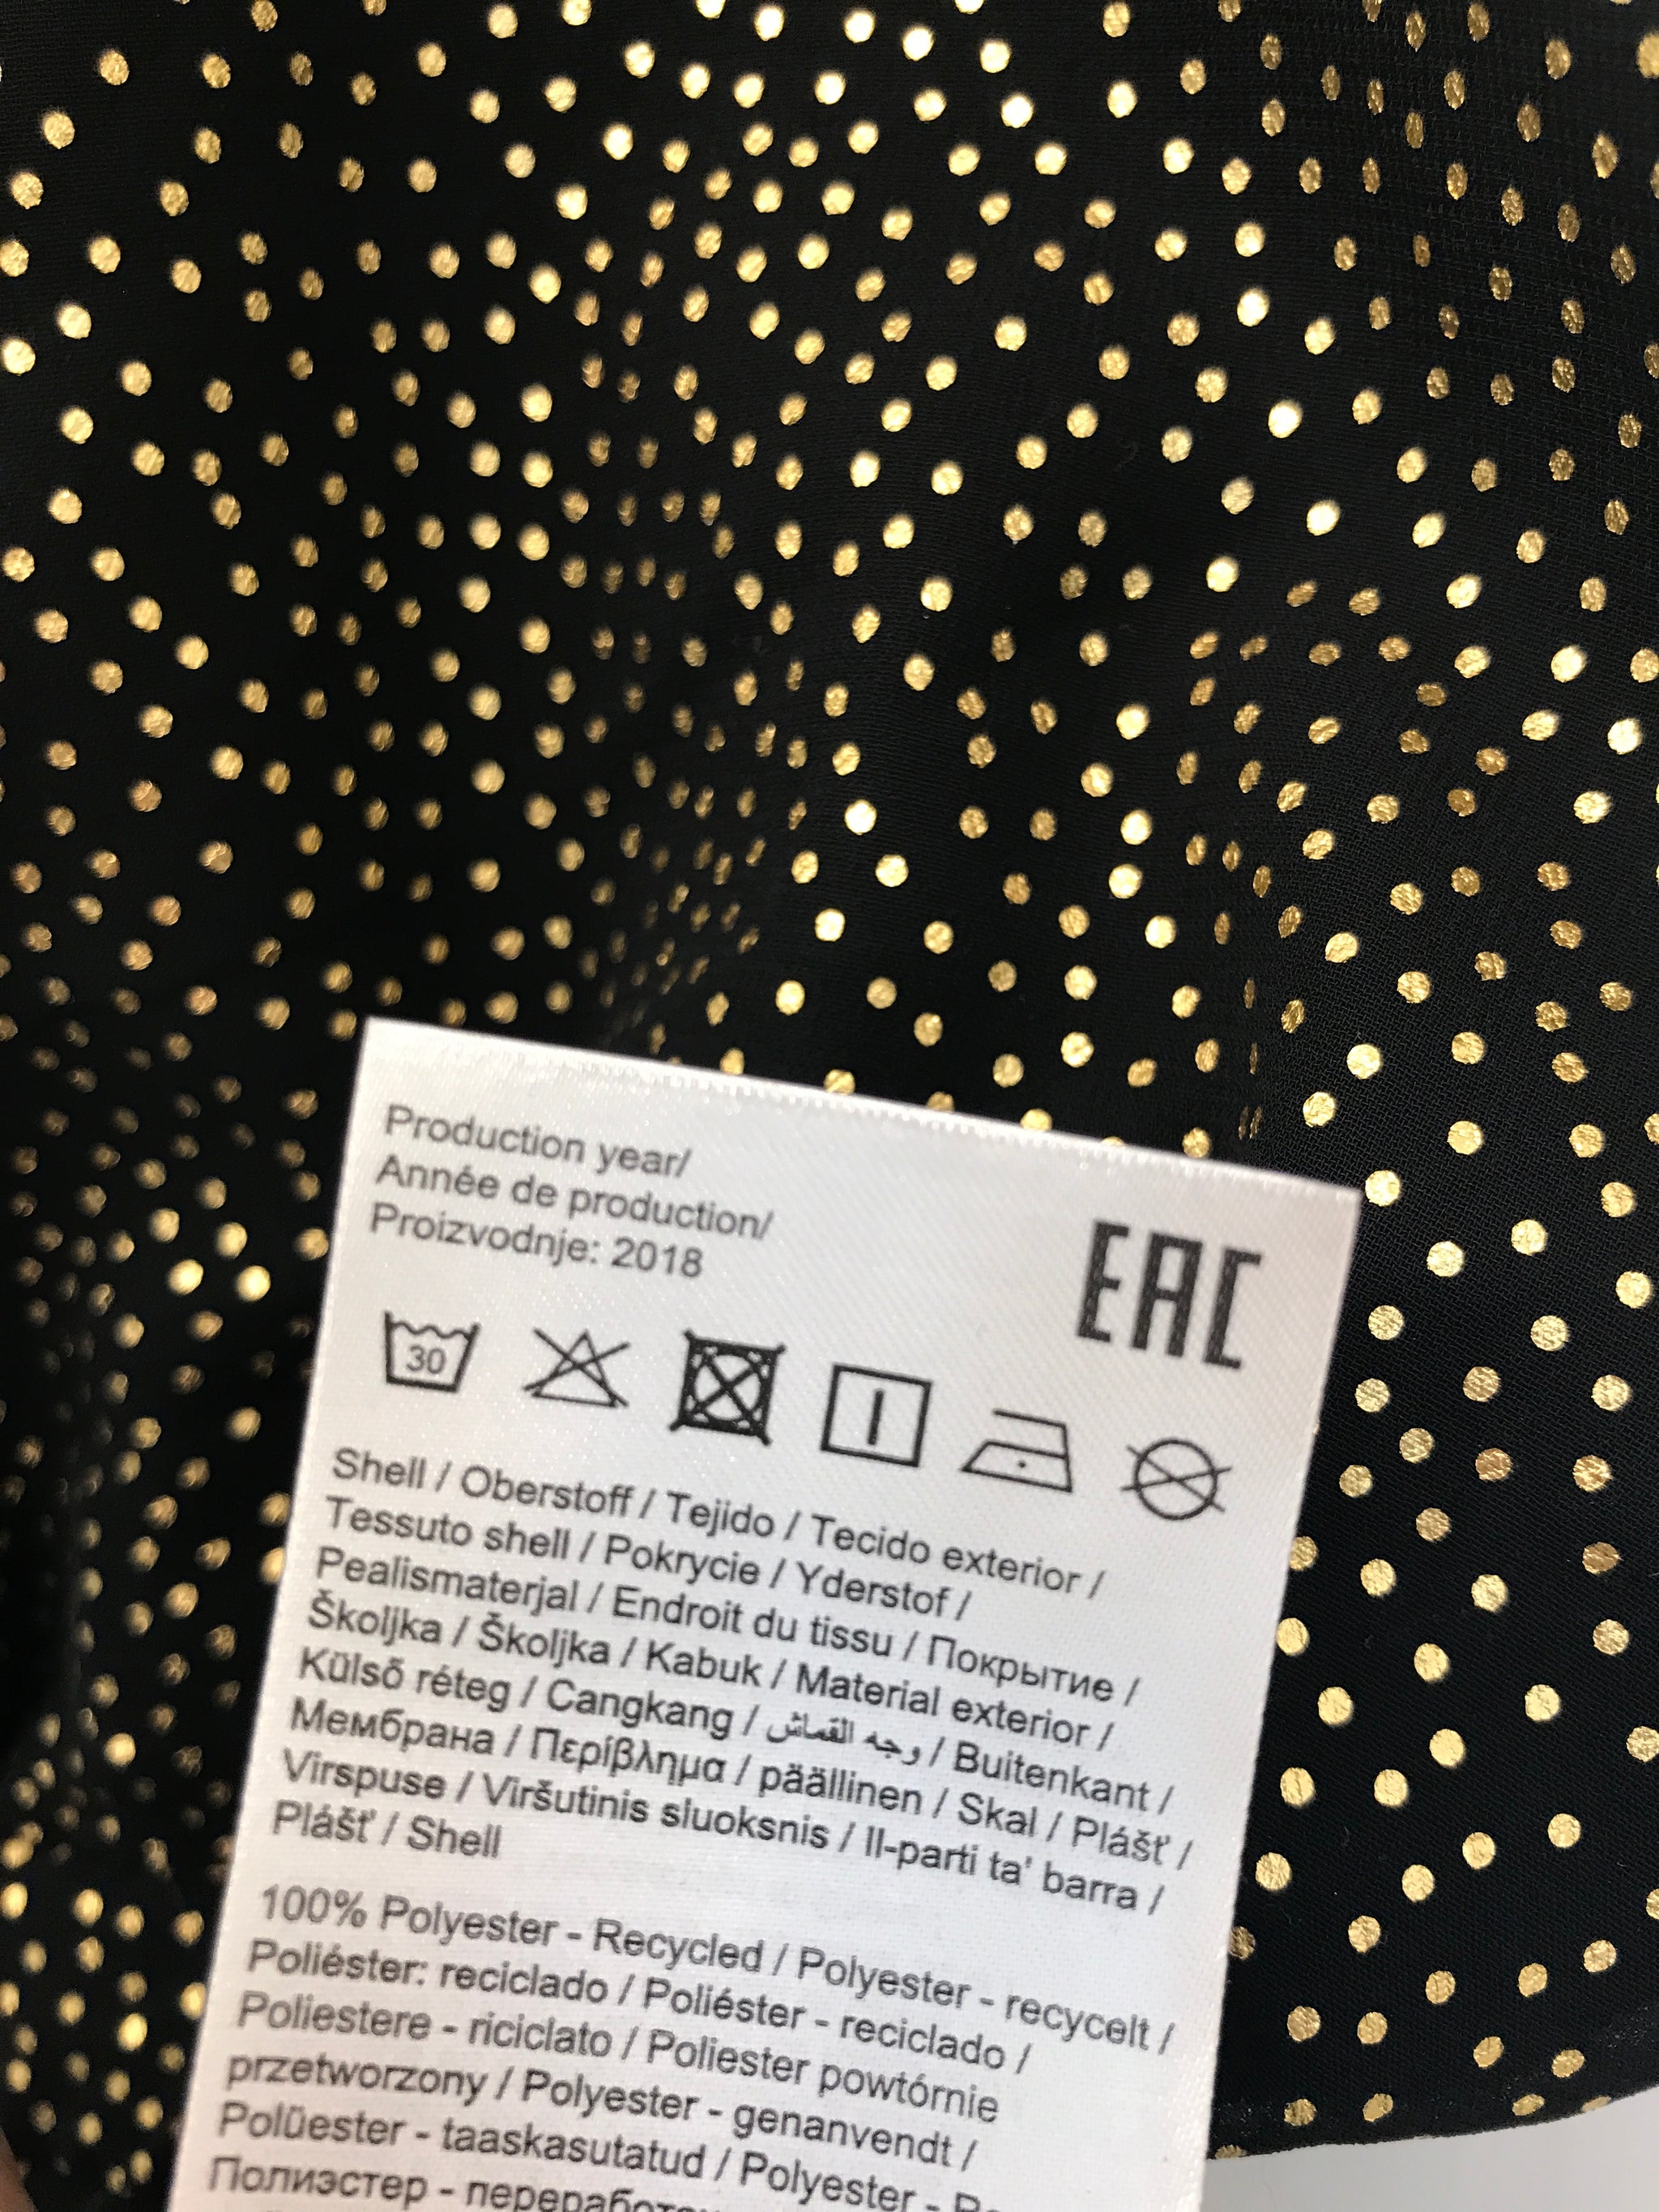 Production year/
Année de production/
Proizvodnje: 2018
EAC
30
Shell / Oberstoff / Tejido / Tecido exterior /
Tessuto shell / Pokrycie / Yderstof /
Pealismaterjal / Endroit du tissu / Покрытие /
Školjka / Školjka / Kabuk / Material exterior /
Külsõ réteg / Cangkang / وجه القماش / Buitenkant /
Мембрана / Περίβλημα / päällinen / Skal / Plášť /
Virspuse / Viršutinis sluoksnis / Il-parti ta' barra /
Plášť / Shell
100% Polyester - Recycled / Polyester - recycelt /
Poliéster: reciclado / Poliéster - reciclado /
Poliestere - riciclato / Poliester powtórnie
przetworzony / Polyester - genanvendt /
Polüester - taaskasutatud / Polyester -
Полиэстер -